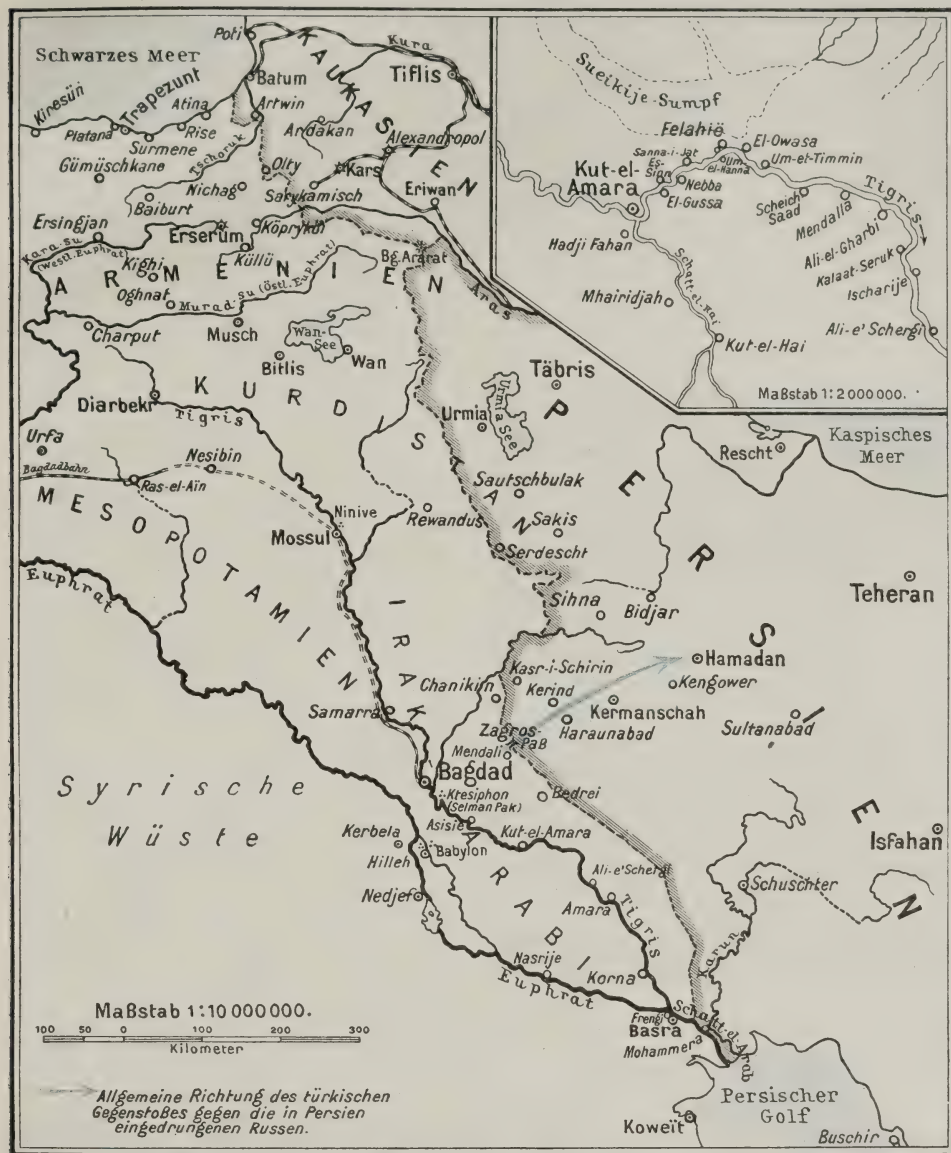 Schwarzes Meer
Poti
Kura
KAUKASIEN
Tiflis
Batum
Kiresün
Trapezunt
Atina
Artwin
Ardakan
Alexandropol
Platana
Rise
Surmene
Tschoruk
Gümüschkane
Olty
Kars
Nichag
Sarykamisch
Eriwan
Baiburt
Ersingjan
Erserum
Köprykŏi
Kara-su
(Westl. Euphrat)
Küllü
Bg. Ararat
Kighi
ARMENIEN
Oghnat
Murad-Su (Östl. Euphrat)
Aras
Charput
Musch
Wan-See
Wan
Bitlis
Täbris
KURDISTAN
Diarbekr
Tigris
Urmia
Urmia See
PERSIEN
Urfa
Bagdadbahn
Nesibin
Ras-el-Aïn
Kaspisches
Meer
Rescht
Sautschbulak
MESOPOTAMIEN
Ninive
Mossul
Rewandus
Sakis
Serdescht
Euphrat
Teheran
Sihna
Bidjar
IRAK
Hamadan
Kasr-i-Schirin
Kengower
Chanikin
Kerind
Kermanschah
Samarra
Zagros-
Paß
Haraunabad
Sultanabad
Mendali
Bagdad
Syrische
Wüste
Ktesiphon
(Selman Pak)
Bedrei
Asisie
Kut-el-Amara
Isfahan
Kerbela
Babylon
Hilleh
ARABI
Ali-e'Schergi
Schuschter
Nedjef
Amara
Tigris
Karun
Nasrije
Korna
Euphrat
Schatt-el-Arab
Frengi
Basra
Mohammera
Persischer
Golf
Koweït
Buschir
Maßstab 1:10 000 000.
100 50 0 100 200 300
Kilometer
Allgemeine Richtung des türkischen
Gegenstoßes gegen die in Persien
eingedrungenen Russen.
Sueikije-Sumpf
Felahie
El-Owasa
Sanna-i-Jat
Es-Sinn
Um-el-Hanna
Um-et-Timmin
Kut-el-
Amara
Nebba
El-Gussa
Scheich
Saad
Mendalla
Tigris
Hadji Fahan
Ali-el-Gharbi
Schatt-el-Hai
Kalaat-Seruk
Mhairidjah
Ischarije
Kut-el-Hai
Ali-e'Schergi
Maßstab 1:2 000 000.